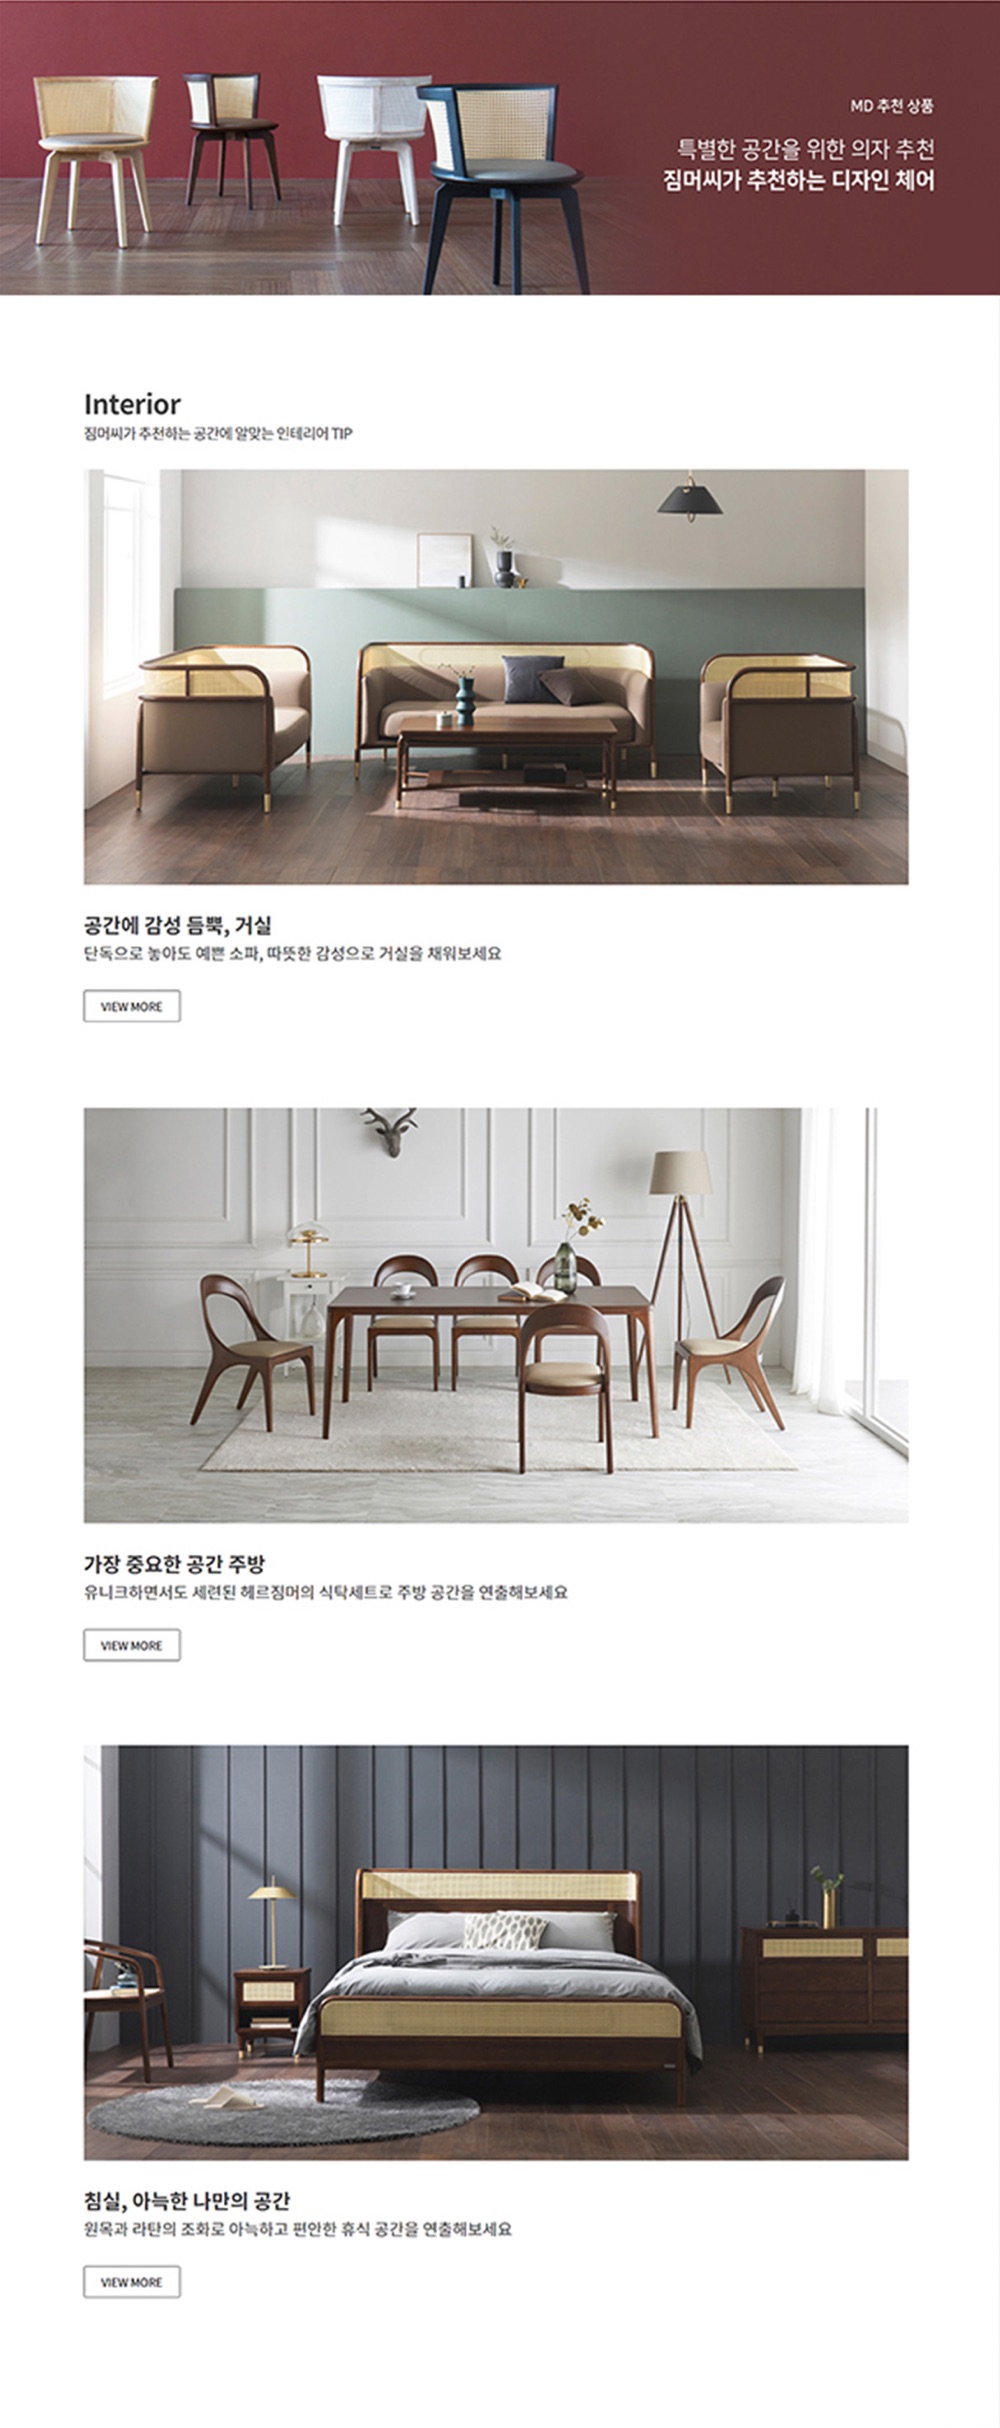 MD 추천 상품
특별한 공간을 위한 의자 추천
짐머씨가 추천하는 디자인 체어
Interior
짐머씨가 추천하는 공간에 알맞는 인테리어 TIP
공간에 감성 듬뿍, 거실
단독으로 놓아도 예쁜 소파, 따뜻한 감성으로 거실을 채워보세요
VIEW MORE
가장 중요한 공간 주방
유니크하면서도 세련된 헤르짐머의 식탁세트로 주방 공간을 연출해보세요
VIEW MORE
침실, 아늑한 나만의 공간
원목과 라탄의 조화로 아늑하고 편안한 휴식 공간을 연출해보세요
VIEW MORE